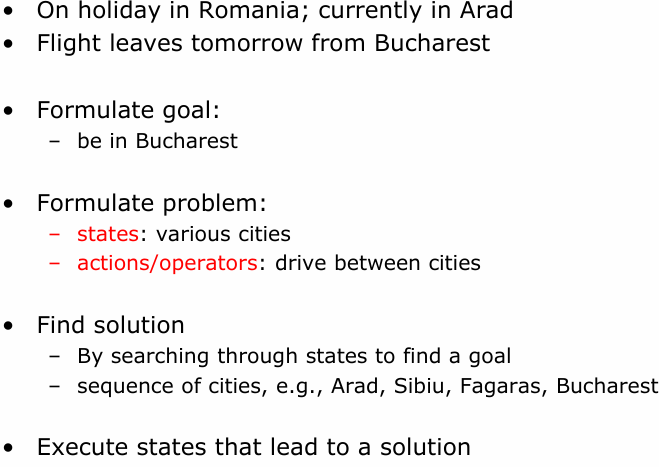 • On holiday in Romania; currently in Arad
• Flight leaves tomorrow from Bucharest
• Formulate goal:
– be in Bucharest
• Formulate problem:
– states: various cities
– actions/operators: drive between cities
• Find solution
– By searching through states to find a goal
– sequence of cities, e.g., Arad, Sibiu, Fagaras, Bucharest
• Execute states that lead to a solution